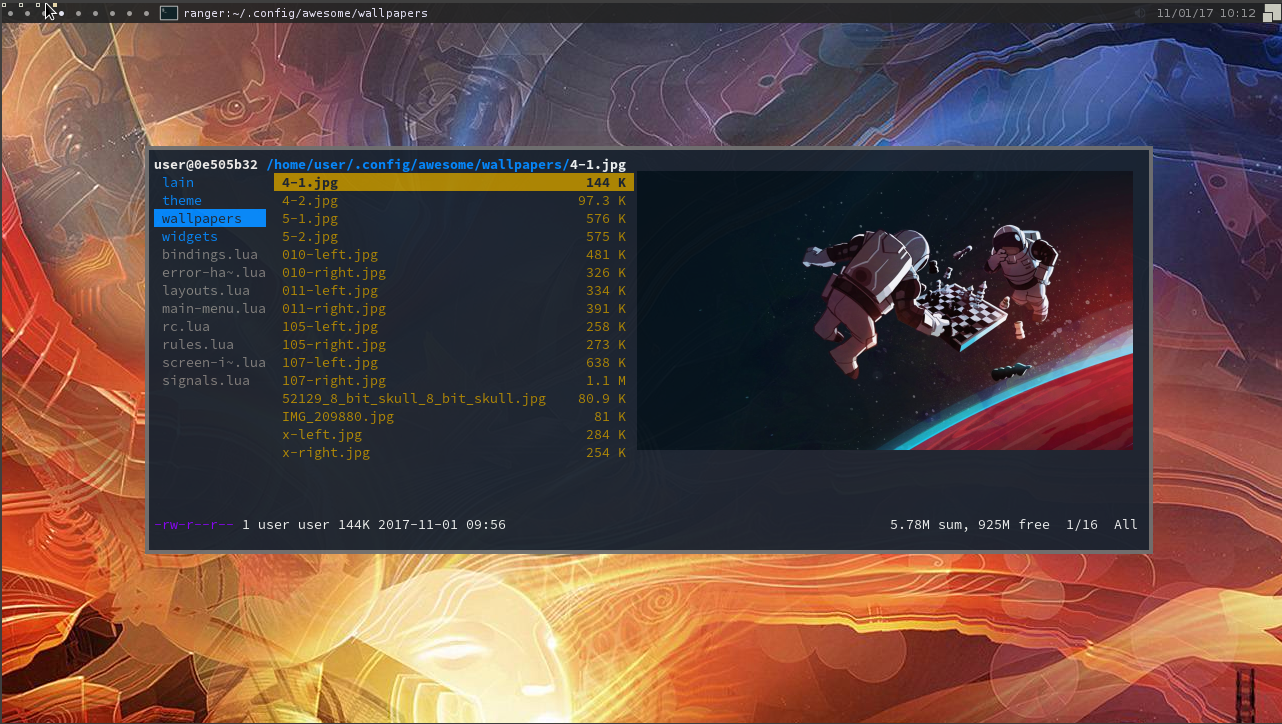 ranger:~/.config/awesome/wallpapers 11/01/17 10:12
user@0e505b32 /home/user/.config/awesome/wallpapers/4-1.jpg
lain 4-1.jpg 144 K
theme 4-2.jpg 97.3 K
wallpapers 5-1.jpg 576 K
widgets 5-2.jpg 575 K
bindings.lua 010-left.jpg 481 K
error-ha~.lua 010-right.jpg 326 K
layouts.lua 011-left.jpg 334 K
main-menu.lua 011-right.jpg 391 K
rc.lua 105-left.jpg 258 K
rules.lua 105-right.jpg 273 K
screen-i~.lua 107-left.jpg 638 K
signals.lua 107-right.jpg 1.1 M
52129_8_bit_skull_8_bit_skull.jpg 80.9 K
IMG_209880.jpg 81 K
x-left.jpg 284 K
x-right.jpg 254 K
-rw-r--r-- 1 user user 144K 2017-11-01 09:56 5.78M sum, 925M free 1/16 All